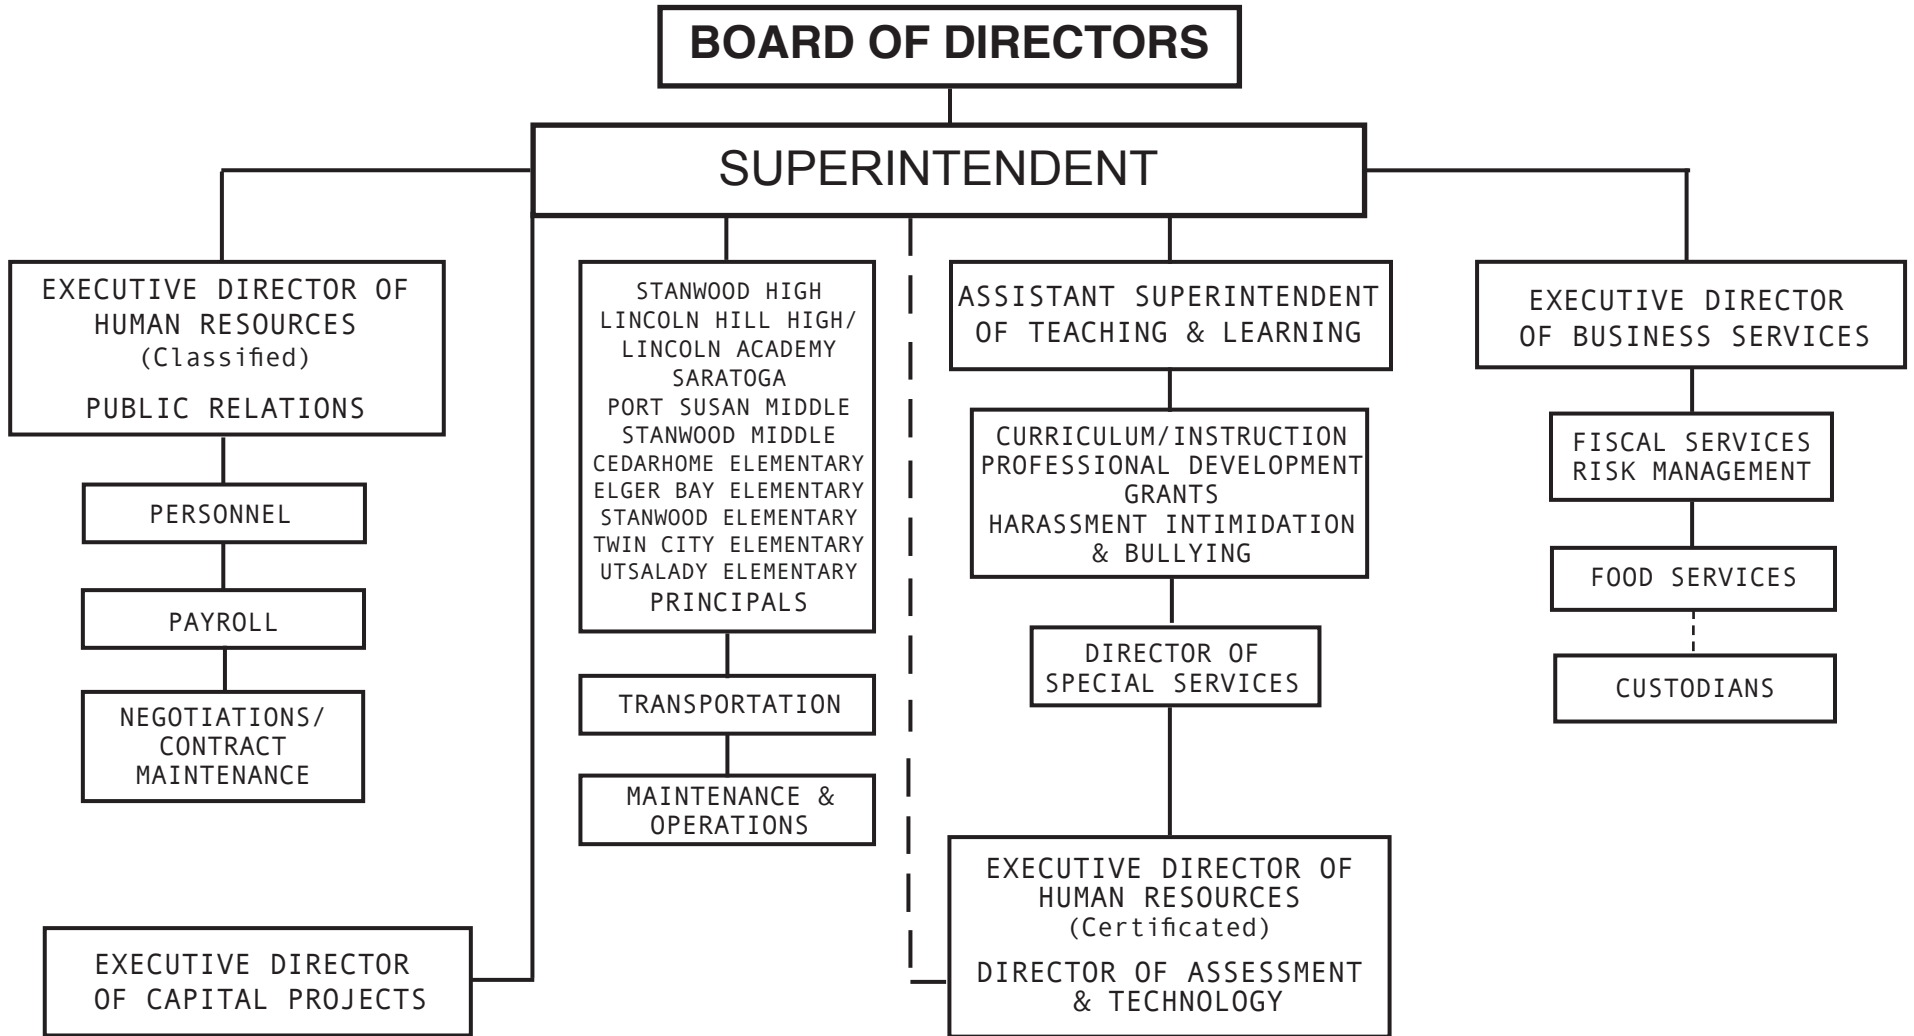 BOARD OF DIRECTORS
SUPERINTENDENT
EXECUTIVE DIRECTOR OF
HUMAN RESOURCES
(Classified)
PUBLIC RELATIONS
PERSONNEL
PAYROLL
NEGOTIATIONS/
CONTRACT
MAINTENANCE
EXECUTIVE DIRECTOR
OF CAPITAL PROJECTS
STANWOOD HIGH
LINCOLN HILL HIGH/
LINCOLN ACADEMY
SARATOGA
PORT SUSAN MIDDLE
STANWOOD MIDDLE
CEDARHOME ELEMENTARY
ELGER BAY ELEMENTARY
STANWOOD ELEMENTARY
TWIN CITY ELEMENTARY
UTSALADY ELEMENTARY
PRINCIPALS
TRANSPORTATION
MAINTENANCE &
OPERATIONS
ASSISTANT SUPERINTENDENT
OF TEACHING & LEARNING
CURRICULUM/INSTRUCTION
PROFESSIONAL DEVELOPMENT
GRANTS
HARASSMENT INTIMIDATION
& BULLYING
DIRECTOR OF
SPECIAL SERVICES
EXECUTIVE DIRECTOR OF
HUMAN RESOURCES
(Certificated)
DIRECTOR OF ASSESSMENT
& TECHNOLOGY
EXECUTIVE DIRECTOR
OF BUSINESS SERVICES
FISCAL SERVICES
RISK MANAGEMENT
FOOD SERVICES
CUSTODIANS